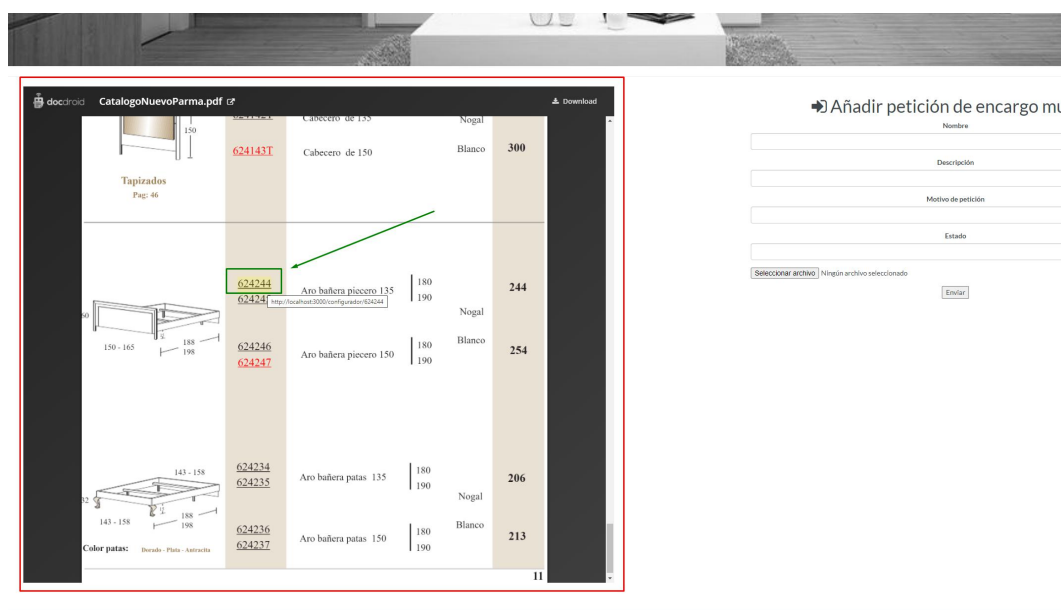 docdroid CatalogoNuevoParma.pdf Download
Cabecero de 135 Nogal
150
624143T Cabecero de 150 Blanco 300
Tapizados
Pag: 46
624244 Aro bañera piecero 135 180 244
http://localhost:3000/configurador/624244
190
Nogal
150 - 165 188
198
624246 Aro bañera piecero 150 180 Blanco 254
624247 190
143 - 158
624234 Aro bañera patas 135 180 206
624235 190
Nogal
143 - 158 188
198
624236 Aro bañera patas 150 180 Blanco 213
624237 190
Color patas: Dorado - Plata - Antracita
11
Añadir petición de encargo mu
Nombre
Descripción
Motivo de petición
Estado
Seleccionar archivo Ningún archivo seleccionado
Enviar